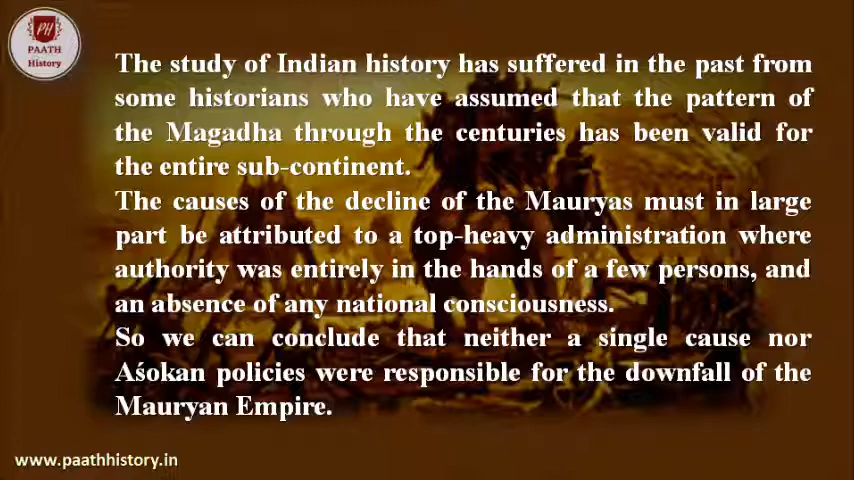 PH
PAATH
History
The study of Indian history has suffered in the past from
some historians who have assumed that the pattern of
the Magadha through the centuries has been valid for
the entire sub-continent.
The causes of the decline of the Mauryas must in large
part be attributed to a top-heavy administration where
authority was entirely in the hands of a few persons, and
an absence of any national consciousness.
So we can conclude that neither a single cause nor
Aśokan policies were responsible for the downfall of the
Mauryan Empire.
www.paathhistory.in